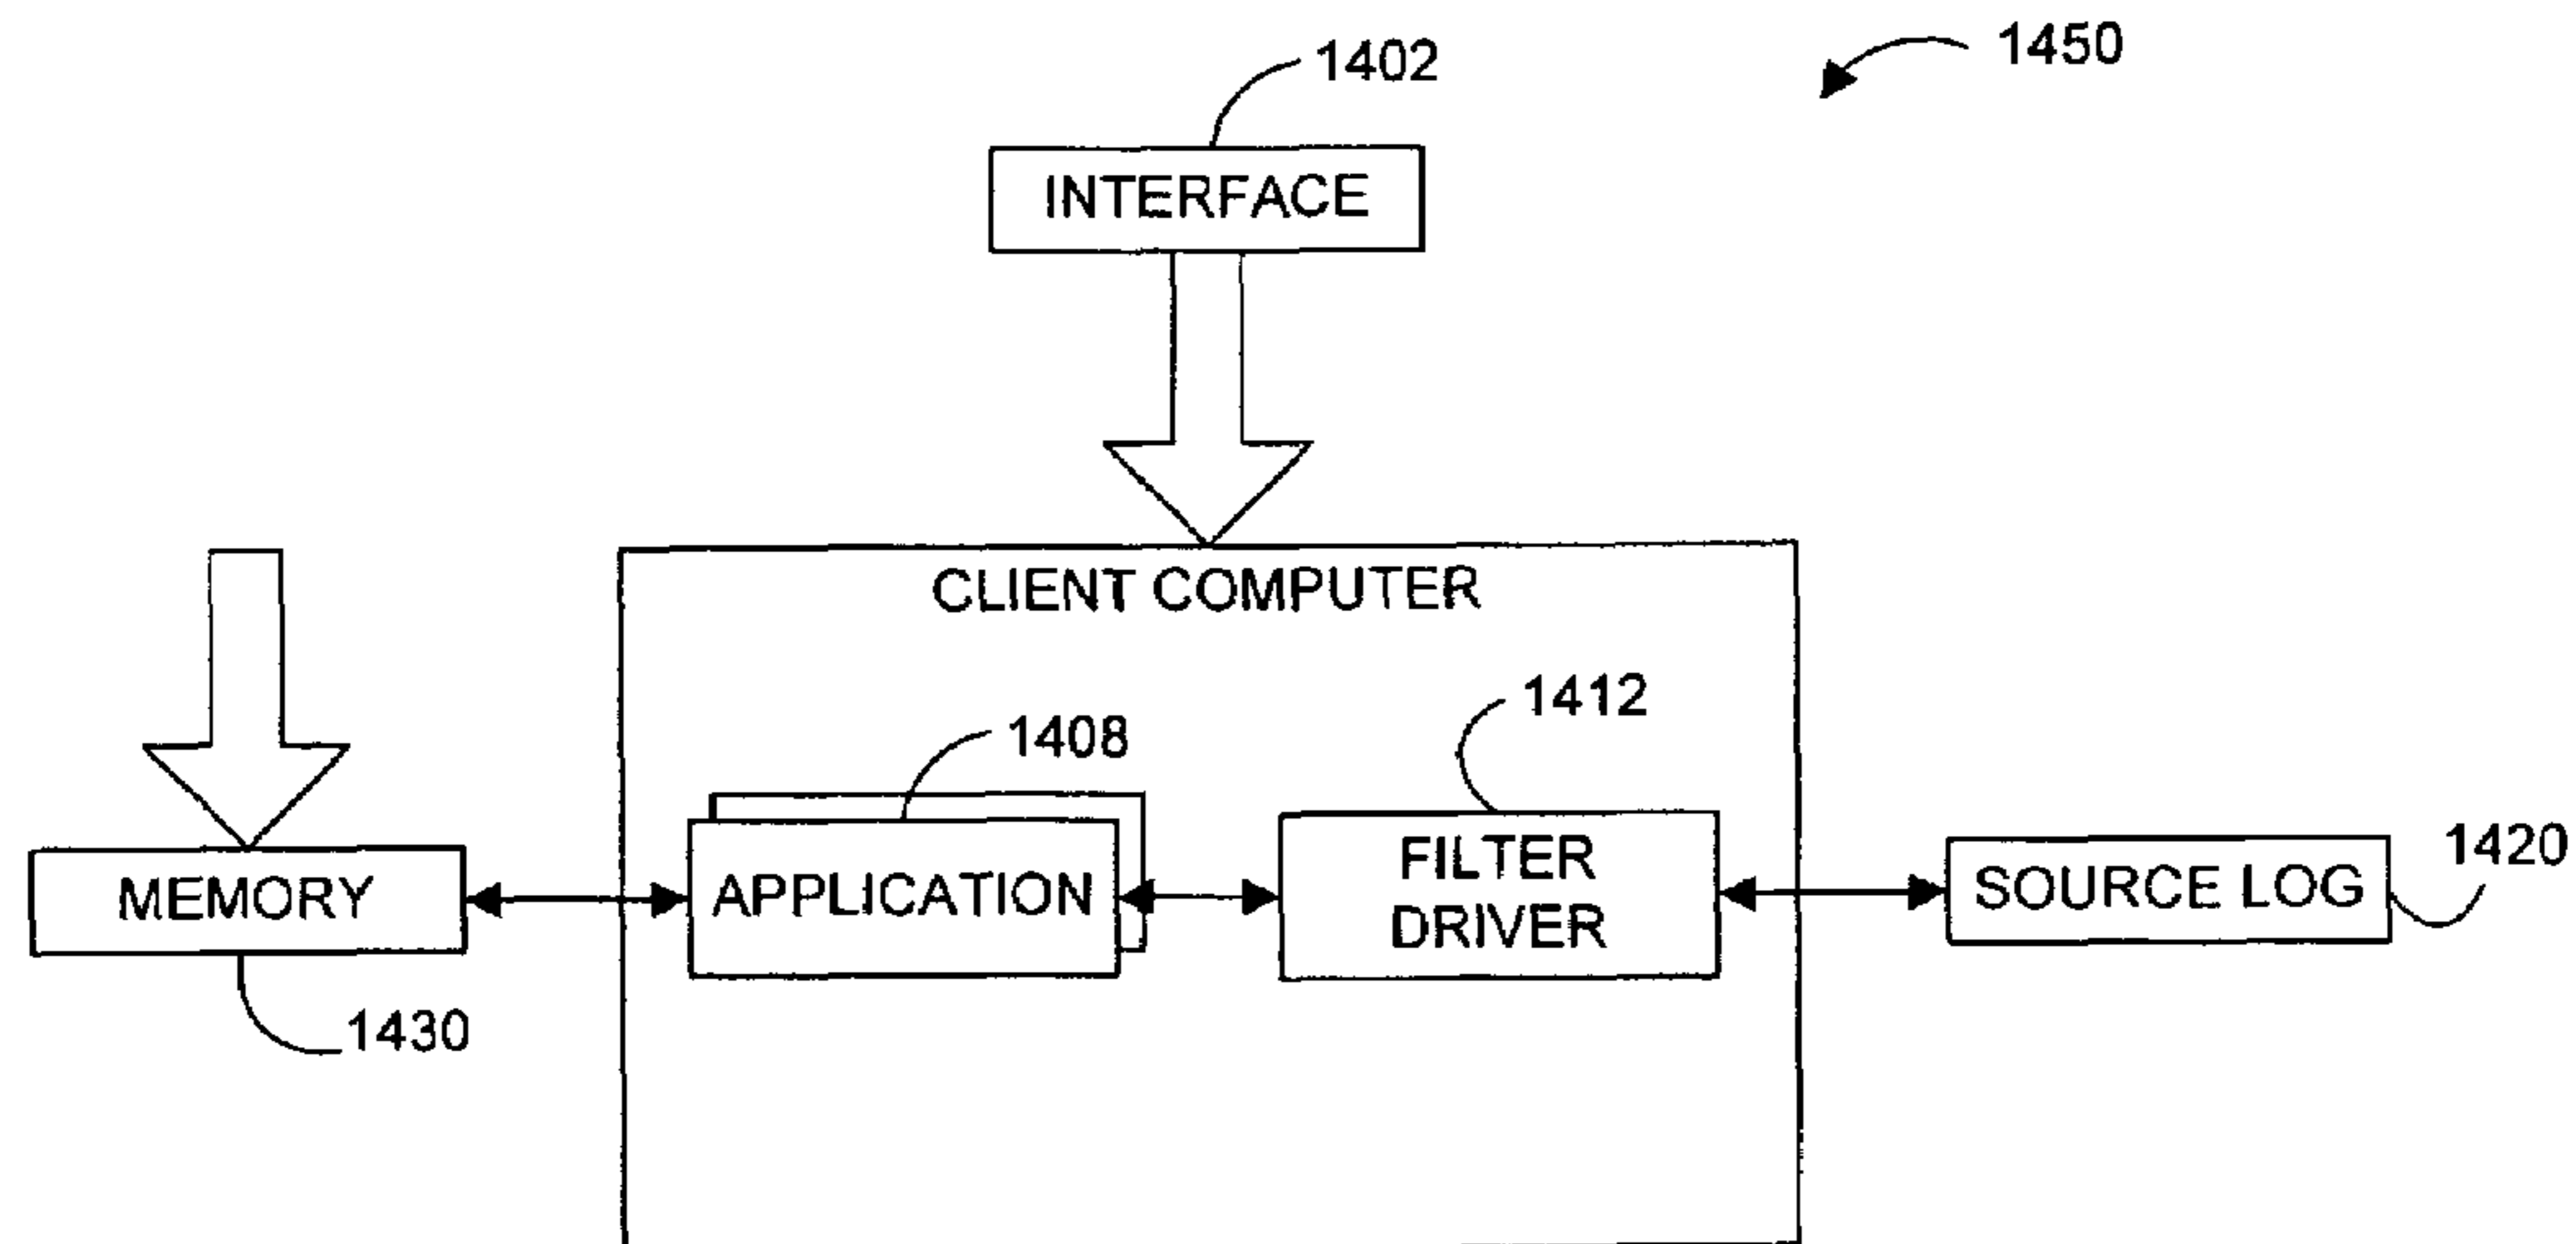 1450
1402
INTERFACE
CLIENT COMPUTER
1412
1408
FILTER
DRIVER
1420
MEMORY
APPLICATION
SOURCE LOG
1430